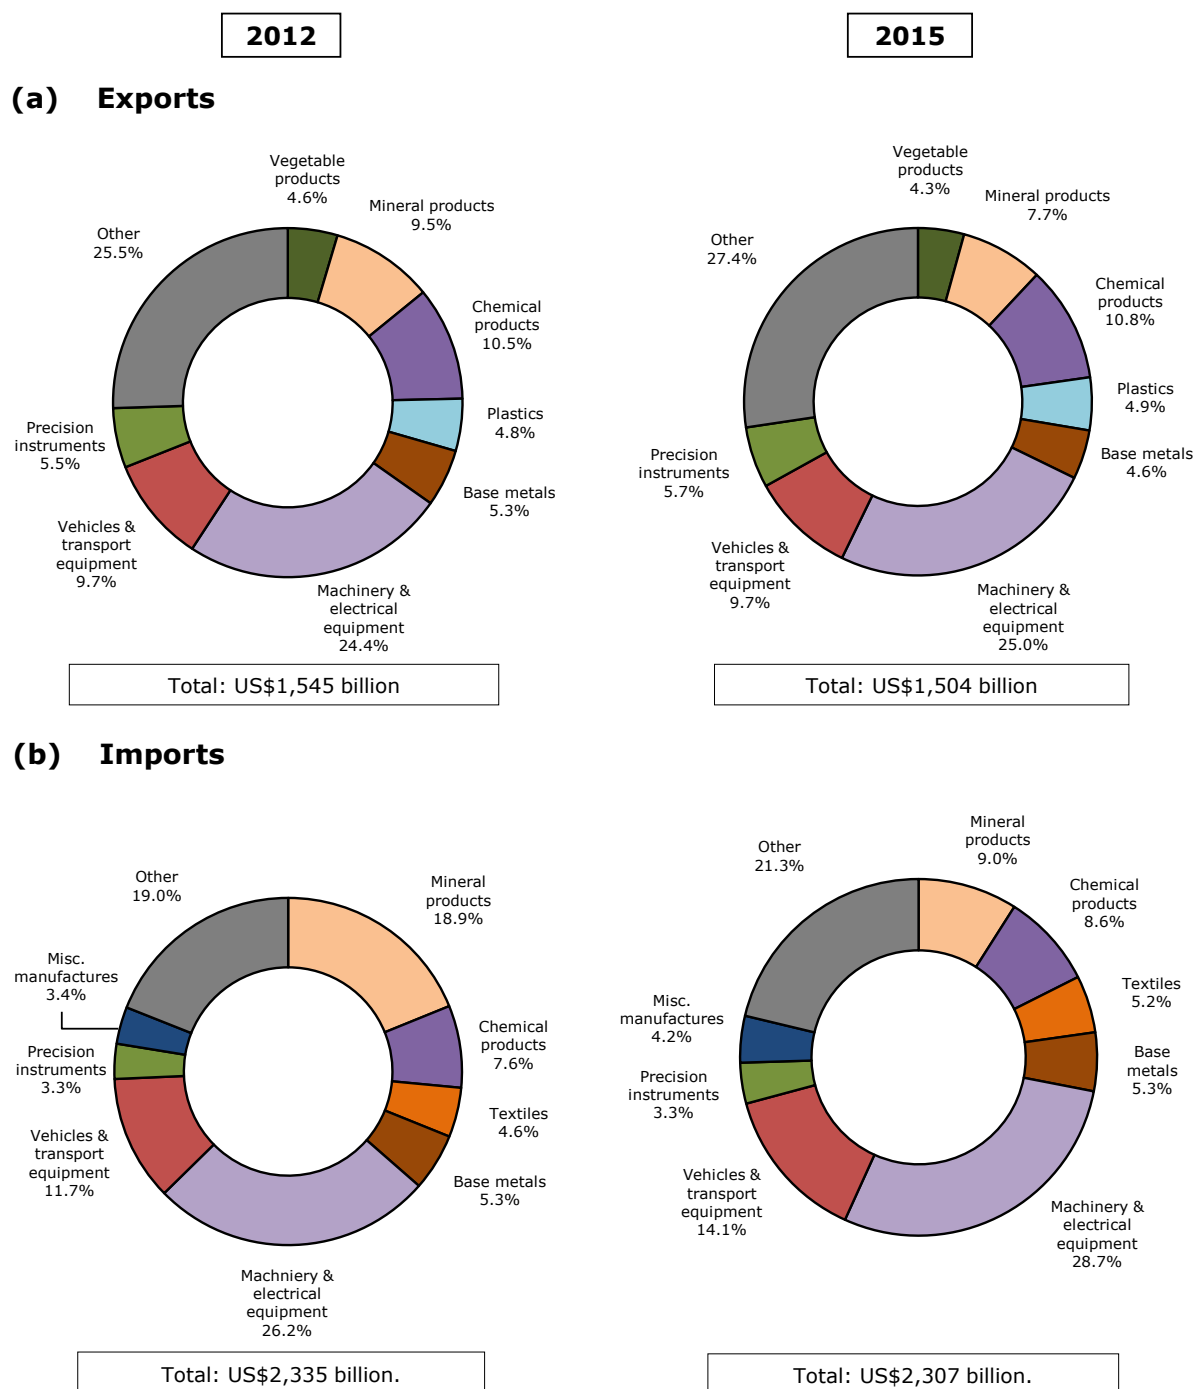 2012
2015
(a) Exports
Vegetable
products
4.6%
Mineral products
9.5%
Chemical
products
10.5%
Plastics
4.8%
Base metals
5.3%
Machinery &
electrical
equipment
24.4%
Vehicles &
transport
equipment
9.7%
Precision
instruments
5.5%
Other
25.5%
Total: US$1,545 billion
Vegetable
products
4.3%
Mineral products
7.7%
Chemical
products
10.8%
Plastics
4.9%
Base metals
4.6%
Machinery &
electrical
equipment
25.0%
Vehicles &
transport
equipment
9.7%
Precision
instruments
5.7%
Other
27.4%
Total: US$1,504 billion
(b) Imports
Mineral
products
18.9%
Chemical
products
7.6%
Textiles
4.6%
Base metals
5.3%
Machniery &
electrical
equipment
26.2%
Vehicles &
transport
equipment
11.7%
Precision
instruments
3.3%
Misc.
manufactures
3.4%
Other
19.0%
Total: US$2,335 billion.
Mineral
products
9.0%
Chemical
products
8.6%
Textiles
5.2%
Base
metals
5.3%
Machinery &
electrical
equipment
28.7%
Vehicles &
transport
equipment
14.1%
Precision
instruments
3.3%
Misc.
manufactures
4.2%
Other
21.3%
Total: US$2,307 billion.